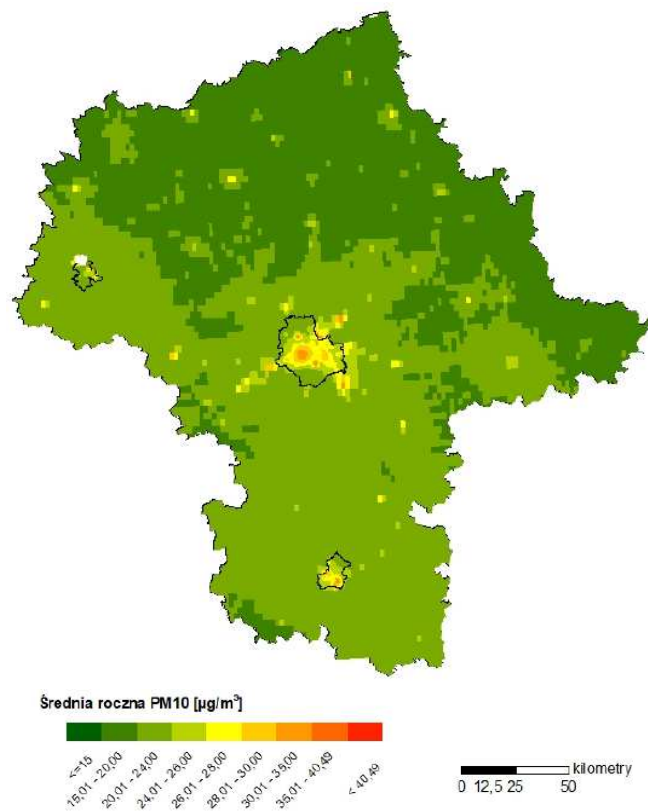 Średnia roczna PM10 [µg/m³]
<=15
15,01 - 20,00
20,01 - 24,00
24,01 - 26,00
26,01 - 28,00
28,01 - 30,00
30,01 - 35,00
35,01 - 40,49
< 40,49
kilometry
0 12,5 25 50